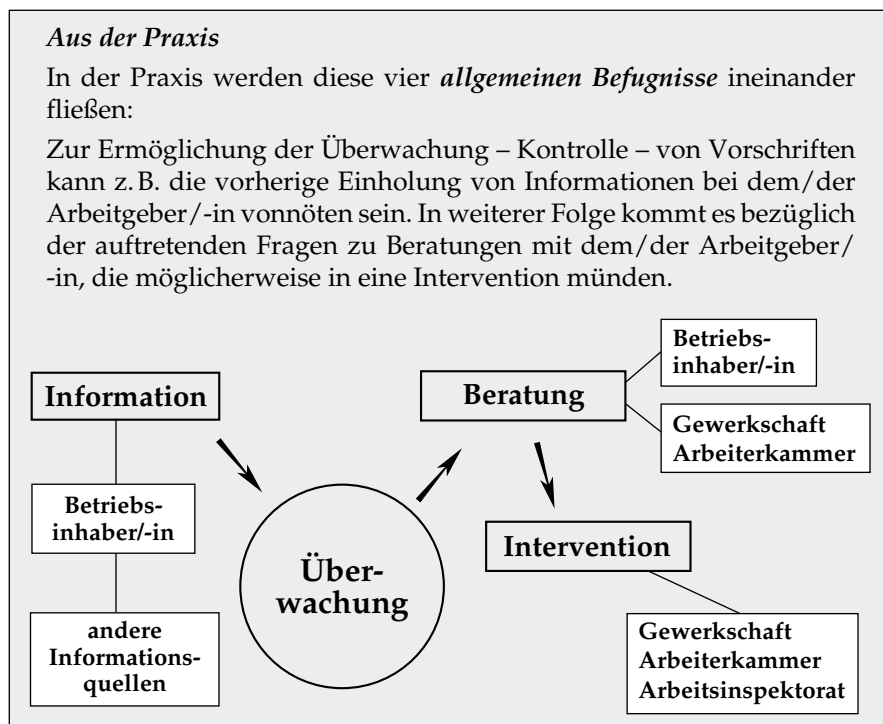 Aus der Praxis
In der Praxis werden diese vier allgemeinen Befugnisse ineinander
fließen:
Zur Ermöglichung der Überwachung – Kontrolle – von Vorschriften
kann z. B. die vorherige Einholung von Informationen bei dem/der
Arbeitgeber/-in vonnöten sein. In weiterer Folge kommt es bezüglich
der auftretenden Fragen zu Beratungen mit dem/der Arbeitgeber/
-in, die möglicherweise in eine Intervention münden.
Information
Betriebs-
inhaber/-in
andere
Informations-
quellen
Über-
wachung
Beratung
Betriebs-
inhaber/-in
Gewerkschaft
Arbeiterkammer
Intervention
Gewerkschaft
Arbeiterkammer
Arbeitsinspektorat